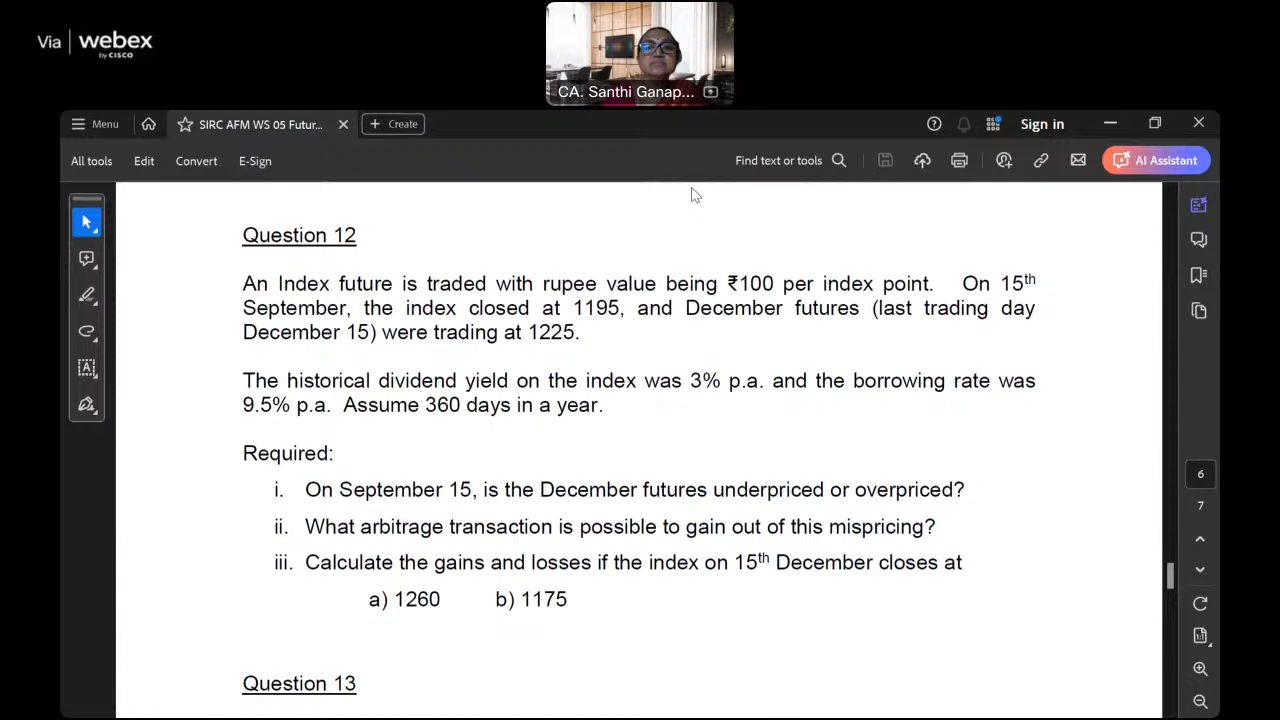 Via webex
by CISCO
CA. Santhi Ganap...
Menu SIRC AFM WS 05 Futur... Create Sign in
All tools Edit Convert E-Sign Find text or tools AI Assistant
Question 12
An Index future is traded with rupee value being ₹100 per index point. On 15th
September, the index closed at 1195, and December futures (last trading day
December 15) were trading at 1225.
The historical dividend yield on the index was 3% p.a. and the borrowing rate was
9.5% p.a. Assume 360 days in a year.
Required:
i. On September 15, is the December futures underpriced or overpriced?
ii. What arbitrage transaction is possible to gain out of this mispricing?
iii. Calculate the gains and losses if the index on 15th December closes at
a) 1260 b) 1175
Question 13
6
7
1:1